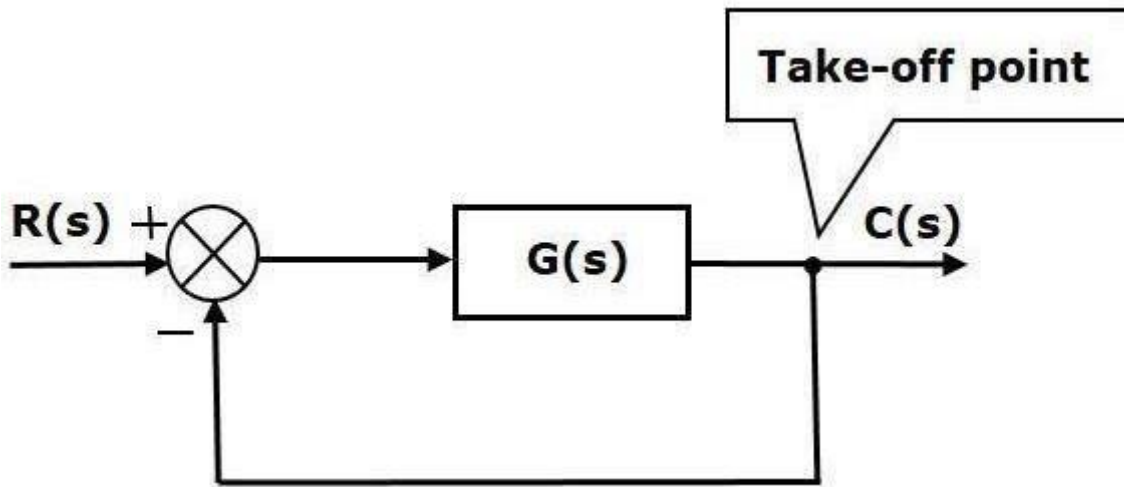 Take-off point
R(s)
+
G(s)
C(s)
−